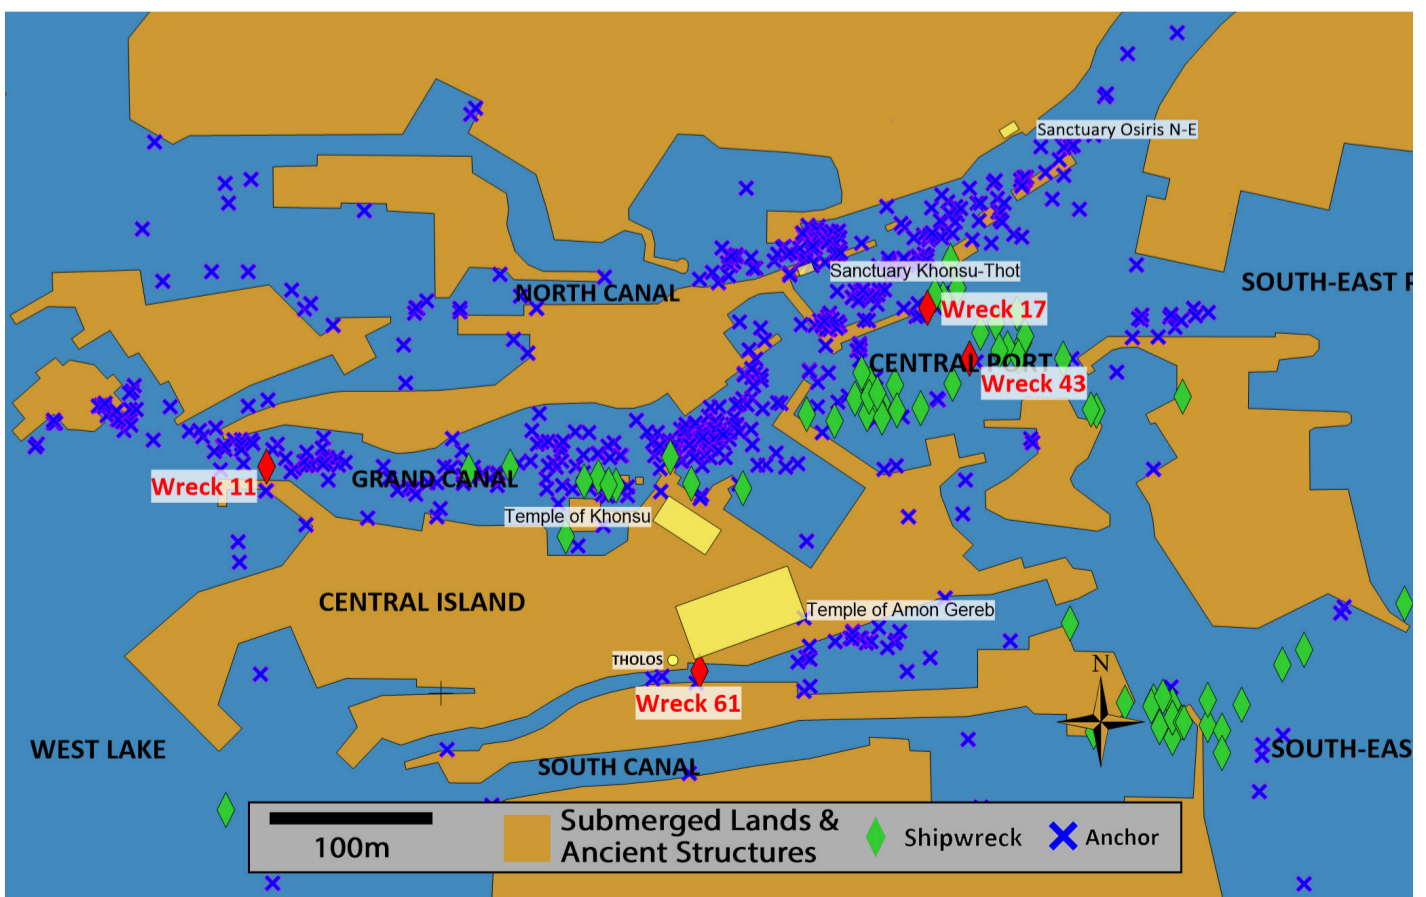 Sanctuary Osiris N-E
Sanctuary Khonsu-Thot
SOUTH-EAST P
NORTH CANAL
Wreck 17
CENTRAL PORT
Wreck 43
Wreck 11
GRAND CANAL
Temple of Khonsu
CENTRAL ISLAND
Temple of Amon Gereb
THOLOS
N
Wreck 61
WEST LAKE
SOUTH CANAL
SOUTH-EAS
100m
Submerged Lands &
Ancient Structures
Shipwreck
Anchor